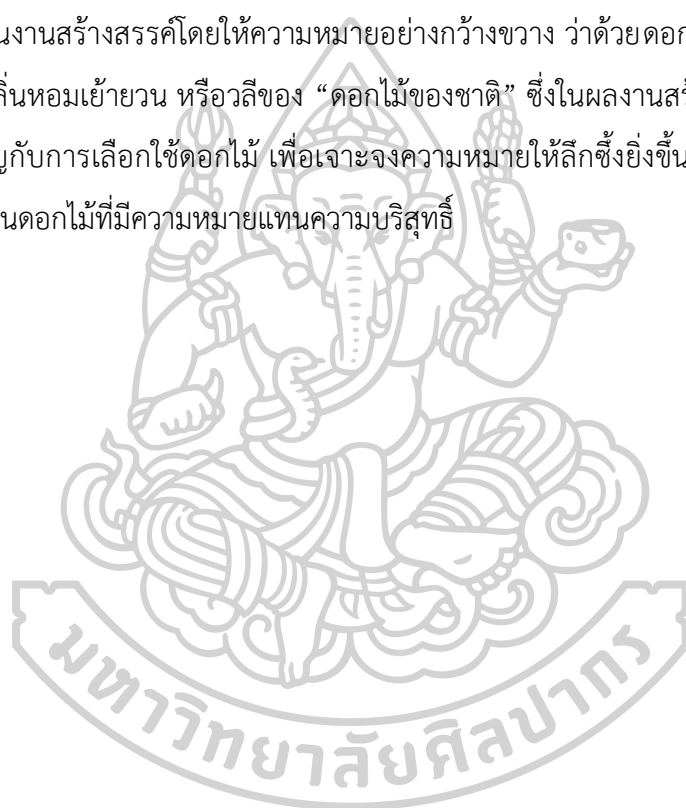 นงานสร้างสรรค์โดยให้ความหมายอย่างกว้างขวาง ว่าด้วยดอก
ลิ่นหอมเย้ายวน หรือวลีของ “ดอกไม้ของชาติ” ซึ่งในผลงานสร้
ญกับการเลือกใช้ดอกไม้ เพื่อเจาะจงความหมายให้ลึกซึ้งยิ่งขึ้น
นดอกไม้ที่มีความหมายแทนความบริสุทธิ์
มหาวิทยาลัยศิลปากร